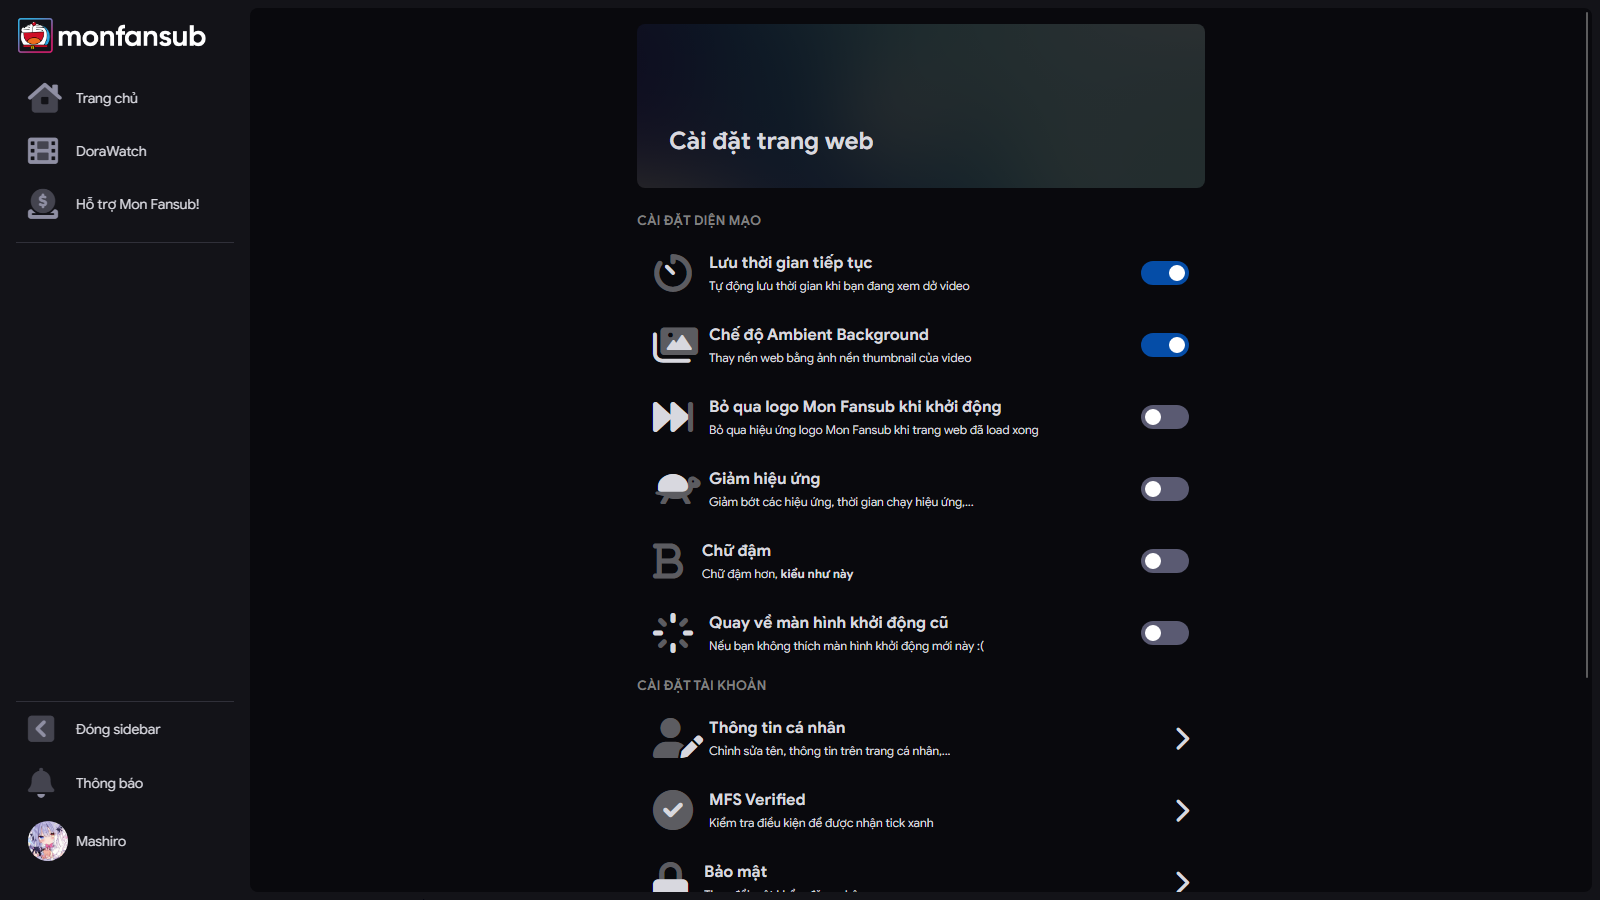 monfansub
Trang chủ
DoraWatch
Hỗ trợ Mon Fansub!
Đóng sidebar
Thông báo
Mashiro
Cài đặt trang web
CÀI ĐẶT DIỆN MẠO
Lưu thời gian tiếp tục
Tự động lưu thời gian khi bạn đang xem dở video
Chế độ Ambient Background
Thay nền web bằng ảnh nền thumbnail của video
Bỏ qua logo Mon Fansub khi khởi động
Bỏ qua hiệu ứng logo Mon Fansub khi trang web đã load xong
Giảm hiệu ứng
Giảm bớt các hiệu ứng, thời gian chạy hiệu ứng,...
Chữ đậm
Chữ đậm hơn, kiểu như này
Quay về màn hình khởi động cũ
Nếu bạn không thích màn hình khởi động mới này :(
CÀI ĐẶT TÀI KHOẢN
Thông tin cá nhân
Chỉnh sửa tên, thông tin trên trang cá nhân,...
MFS Verified
Kiểm tra điều kiện để được nhận tick xanh
Bảo mật